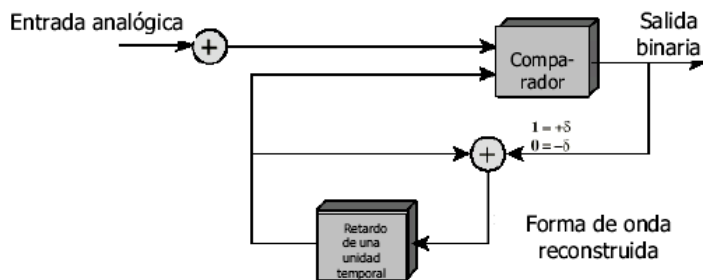 Entrada analógica
+
Compa-
rador
Salida
binaria
1 = +δ
0 = −δ
+
Retardo
de una
unidad
temporal
Forma de onda
reconstruida